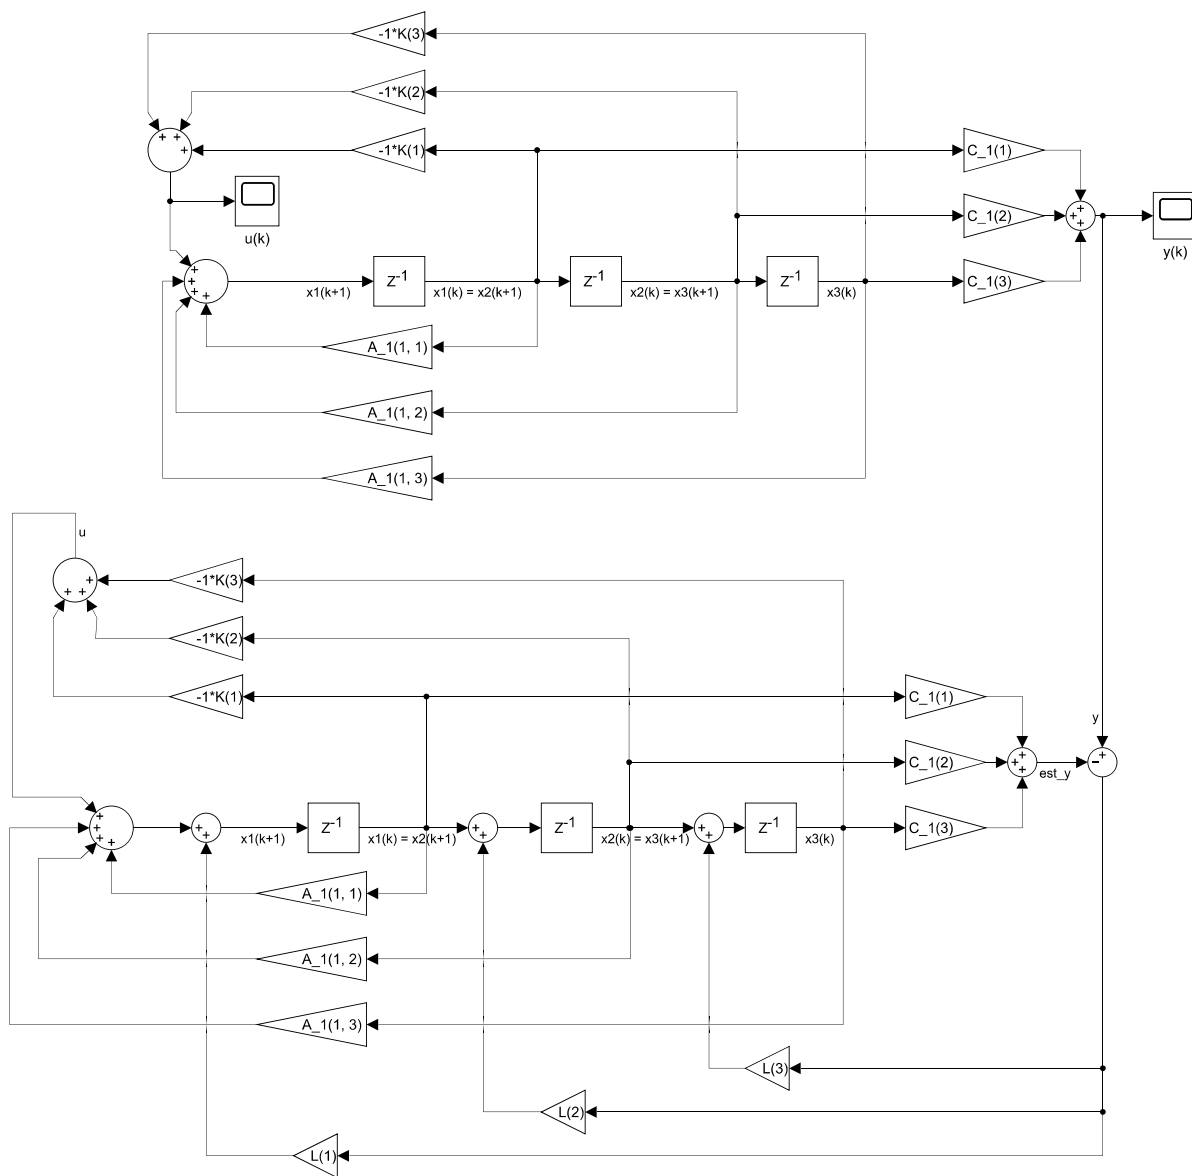 -1*K(3)
-1*K(2)
-1*K(1)
C_1(1)
C_1(2)
u(k)
y(k)
z-1
z-1
z-1
C_1(3)
x1(k+1)
x1(k) = x2(k+1)
x2(k) = x3(k+1)
x3(k)
A_1(1, 1)
A_1(1, 2)
A_1(1, 3)
u
-1*K(3)
-1*K(2)
-1*K(1)
C_1(1)
y
C_1(2)
est_y
z-1
z-1
z-1
C_1(3)
x1(k+1)
x1(k) = x2(k+1)
x2(k) = x3(k+1)
x3(k)
A_1(1, 1)
A_1(1, 2)
A_1(1, 3)
L(3)
L(2)
L(1)